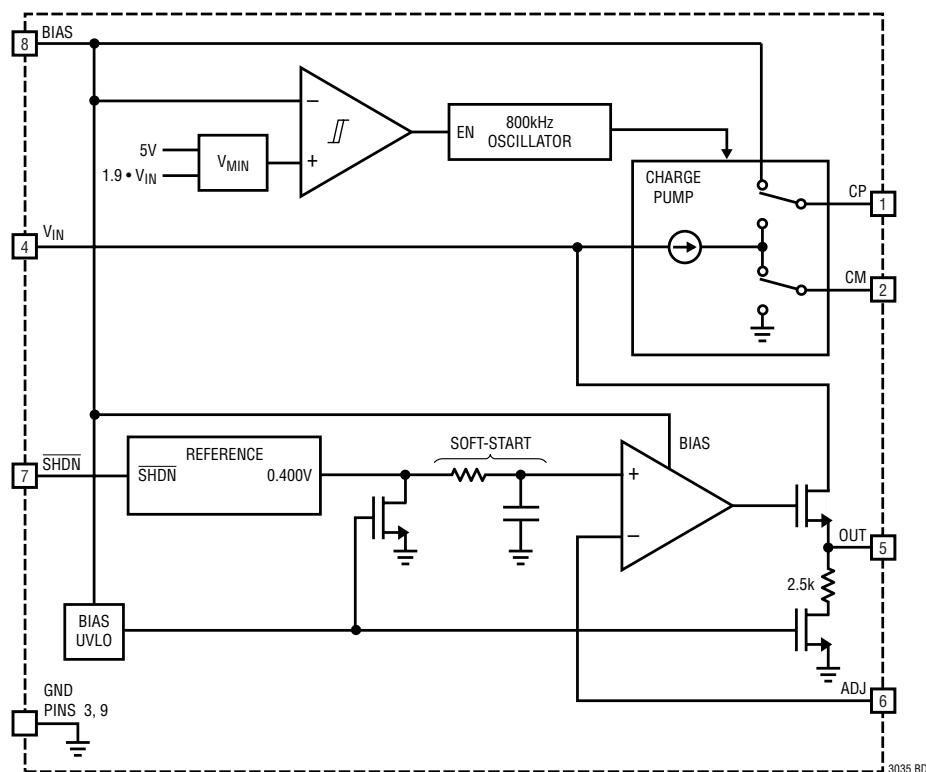 8
BIAS
−
+
5V
1.9 • VIN
VMIN
EN
800kHz
OSCILLATOR
CHARGE
PUMP
CP
1
4
VIN
CM
2
7
SHDN
REFERENCE
SHDN
0.400V
SOFT-START
BIAS
+
−
OUT
5
2.5k
BIAS
UVLO
ADJ
6
GND
PINS 3, 9
3035 BD